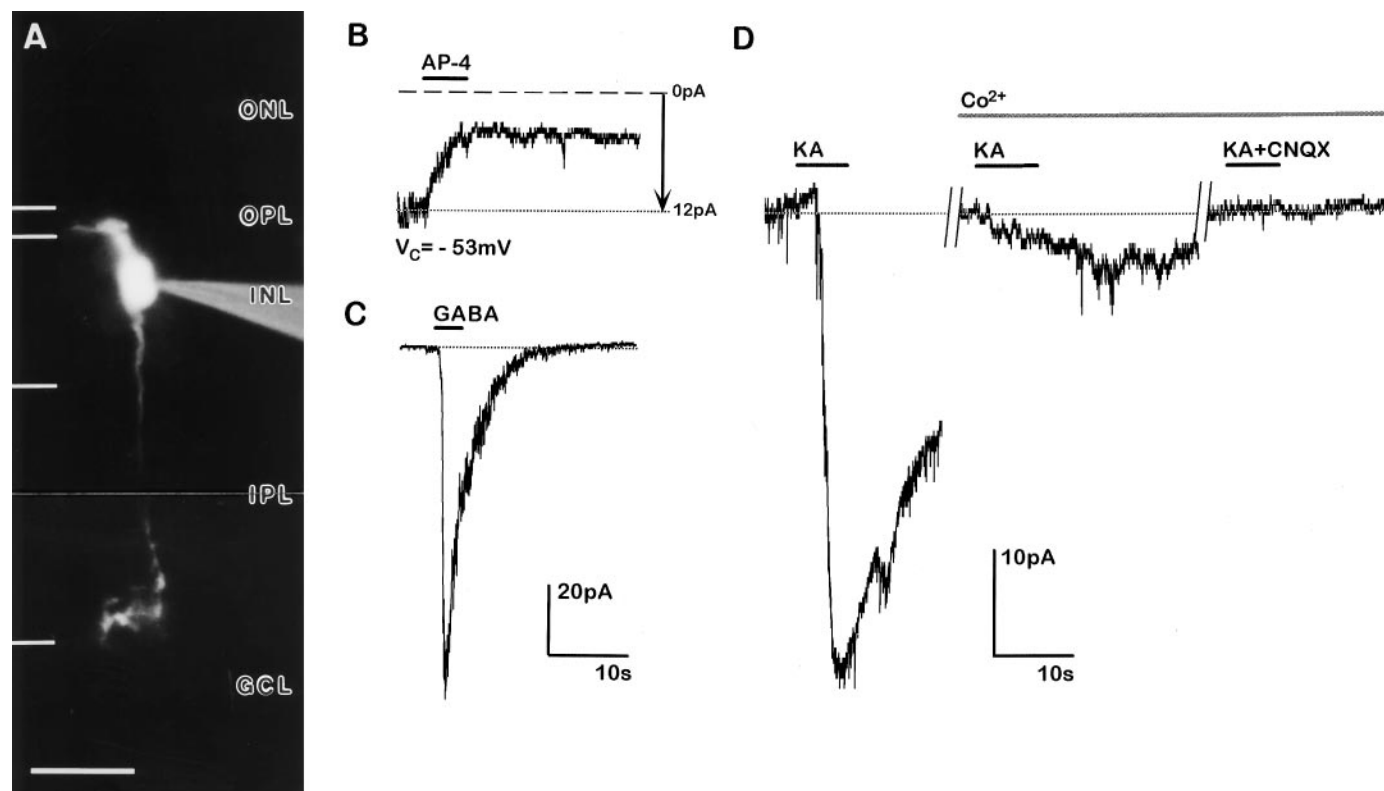 A
ONL
OPL
INL
IPL
GCL
B
AP-4
0pA
12pA
V_C = - 53mV
C
GABA
20pA
10s
D
Co²⁺
KA
KA
KA+CNQX
10pA
10s